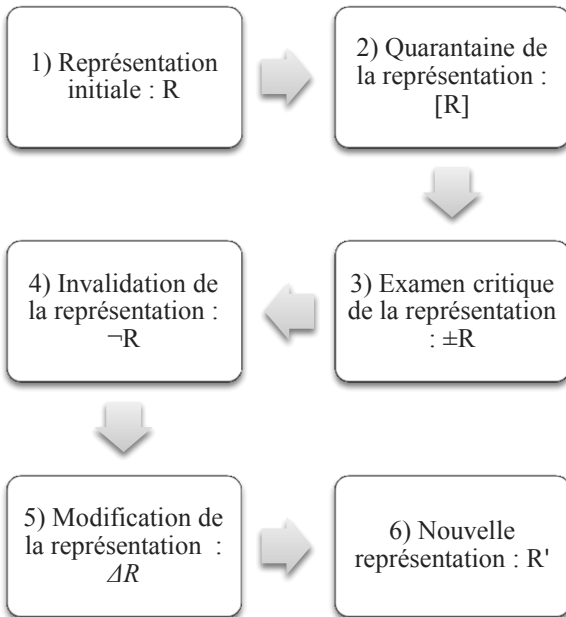 1) Représentation
initiale : R
2) Quarantaine de
la représentation :
[R]
3) Examen critique
de la représentation
: ±R
4) Invalidation de
la représentation :
¬R
5) Modification de
la représentation :
ΔR
6) Nouvelle
représentation : R'